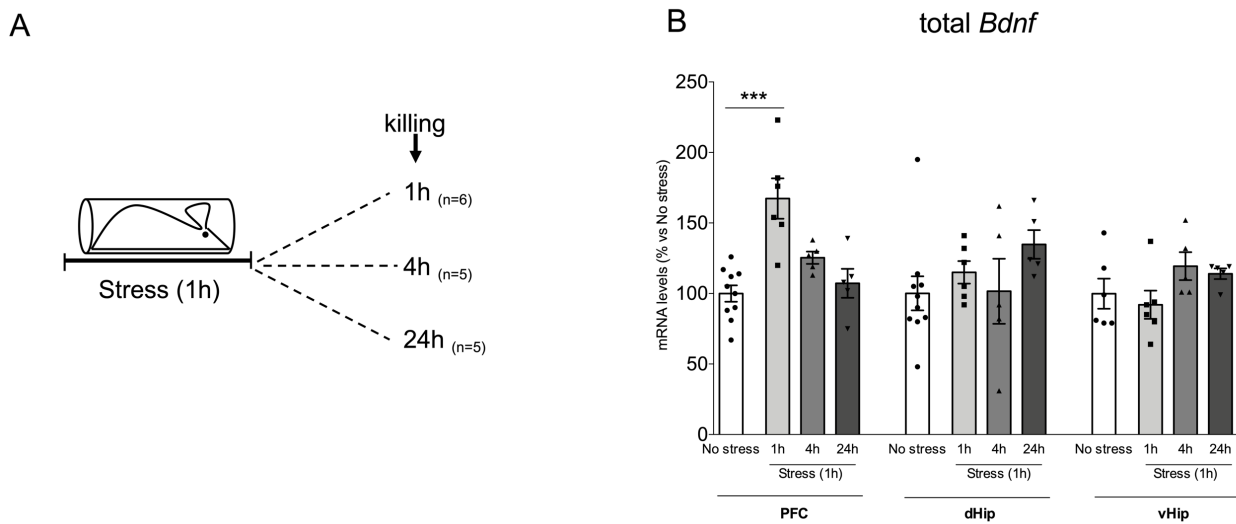 A
killing
1h (n=6)
4h (n=5)
24h (n=5)
Stress (1h)
B
total Bdnf
mRNA levels (% vs No stress)
250
200
150
100
50
0
***
No stress 1h 4h 24h No stress 1h 4h 24h No stress 1h 4h 24h
Stress (1h) Stress (1h) Stress (1h)
PFC dHip vHip